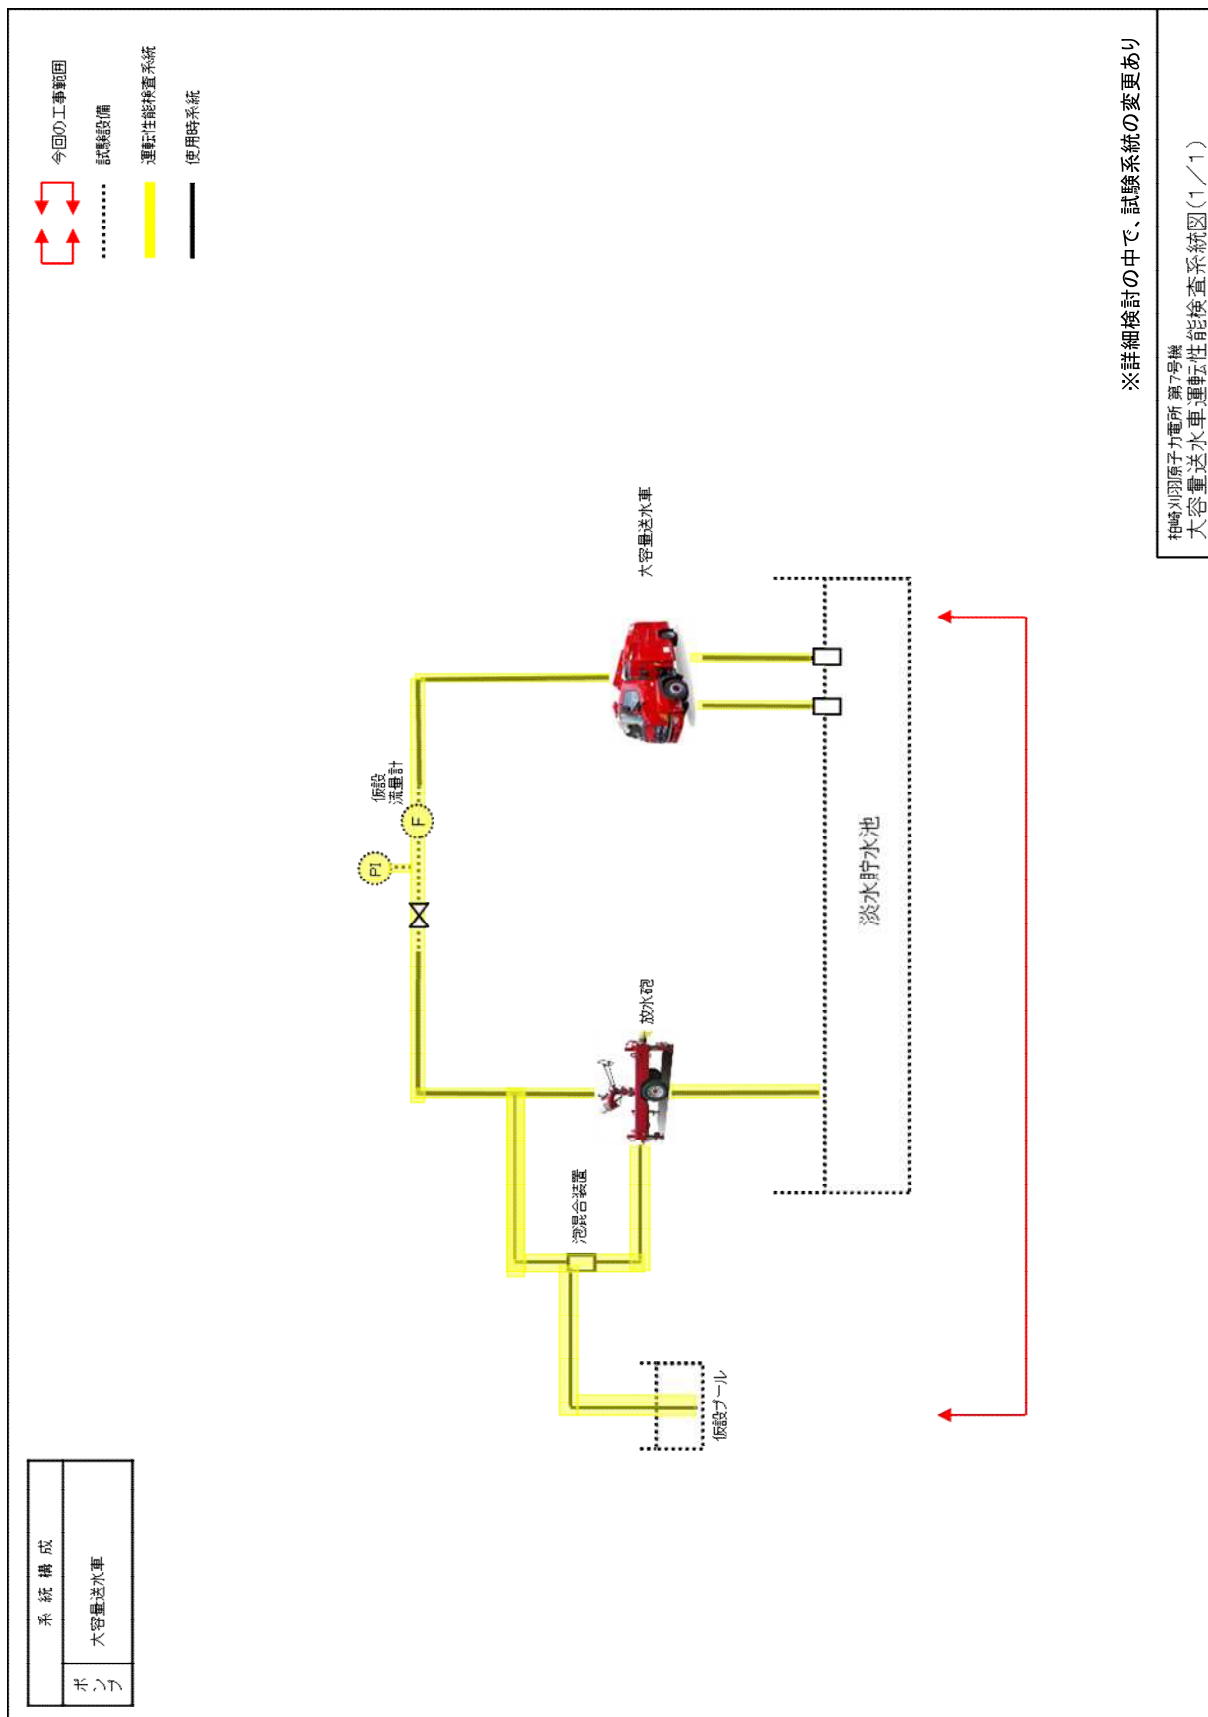 系統構成
ポンプ
大容量送水車
今回の工事範囲
試験設備
運転性能検査系統
使用時系統
仮設
流量計
PI
F
大容量送水車
放水砲
泡混合装置
仮設プール
淡水貯水池
※詳細検討の中で、試験系統の変更あり
柏崎刈羽原子力発電所 第7号機
大容量送水車運転性能検査系統図(1/1)